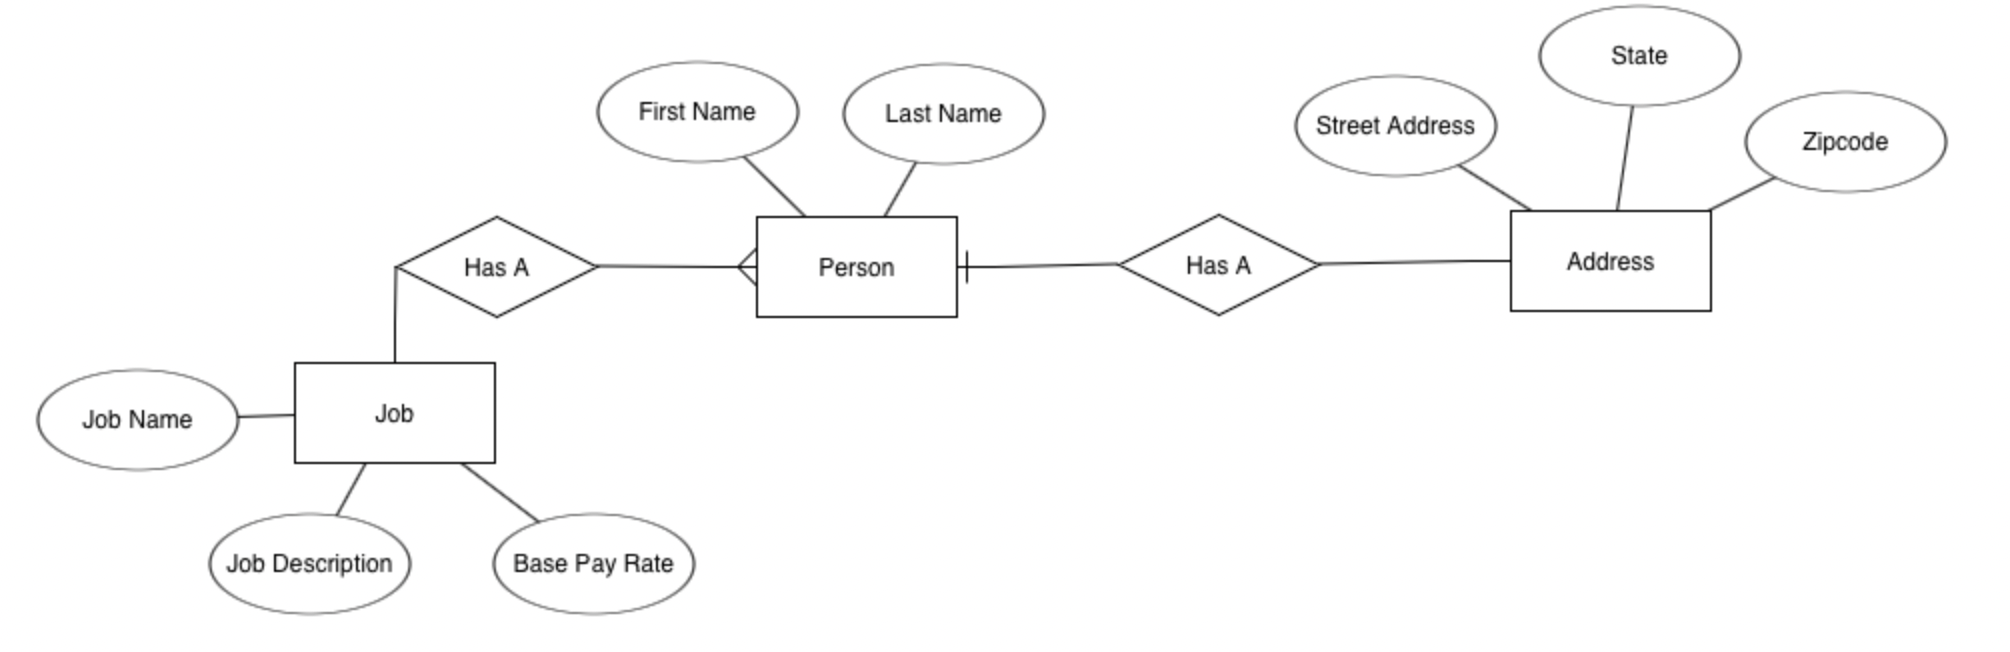 State
First Name
Last Name
Street Address
Zipcode
Has A
Person
Has A
Address
Job Name
Job
Job Description
Base Pay Rate